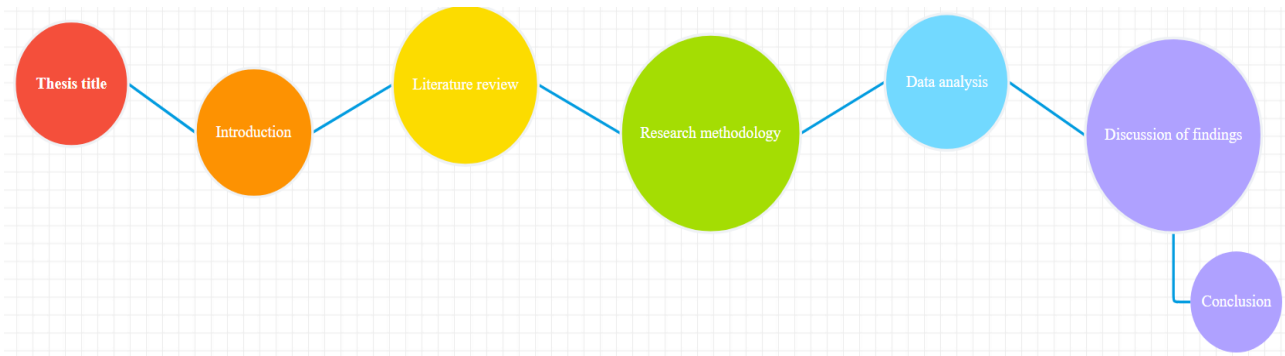 Thesis title
Introduction
Literature review
Research methodology
Data analysis
Discussion of findings
Conclusion